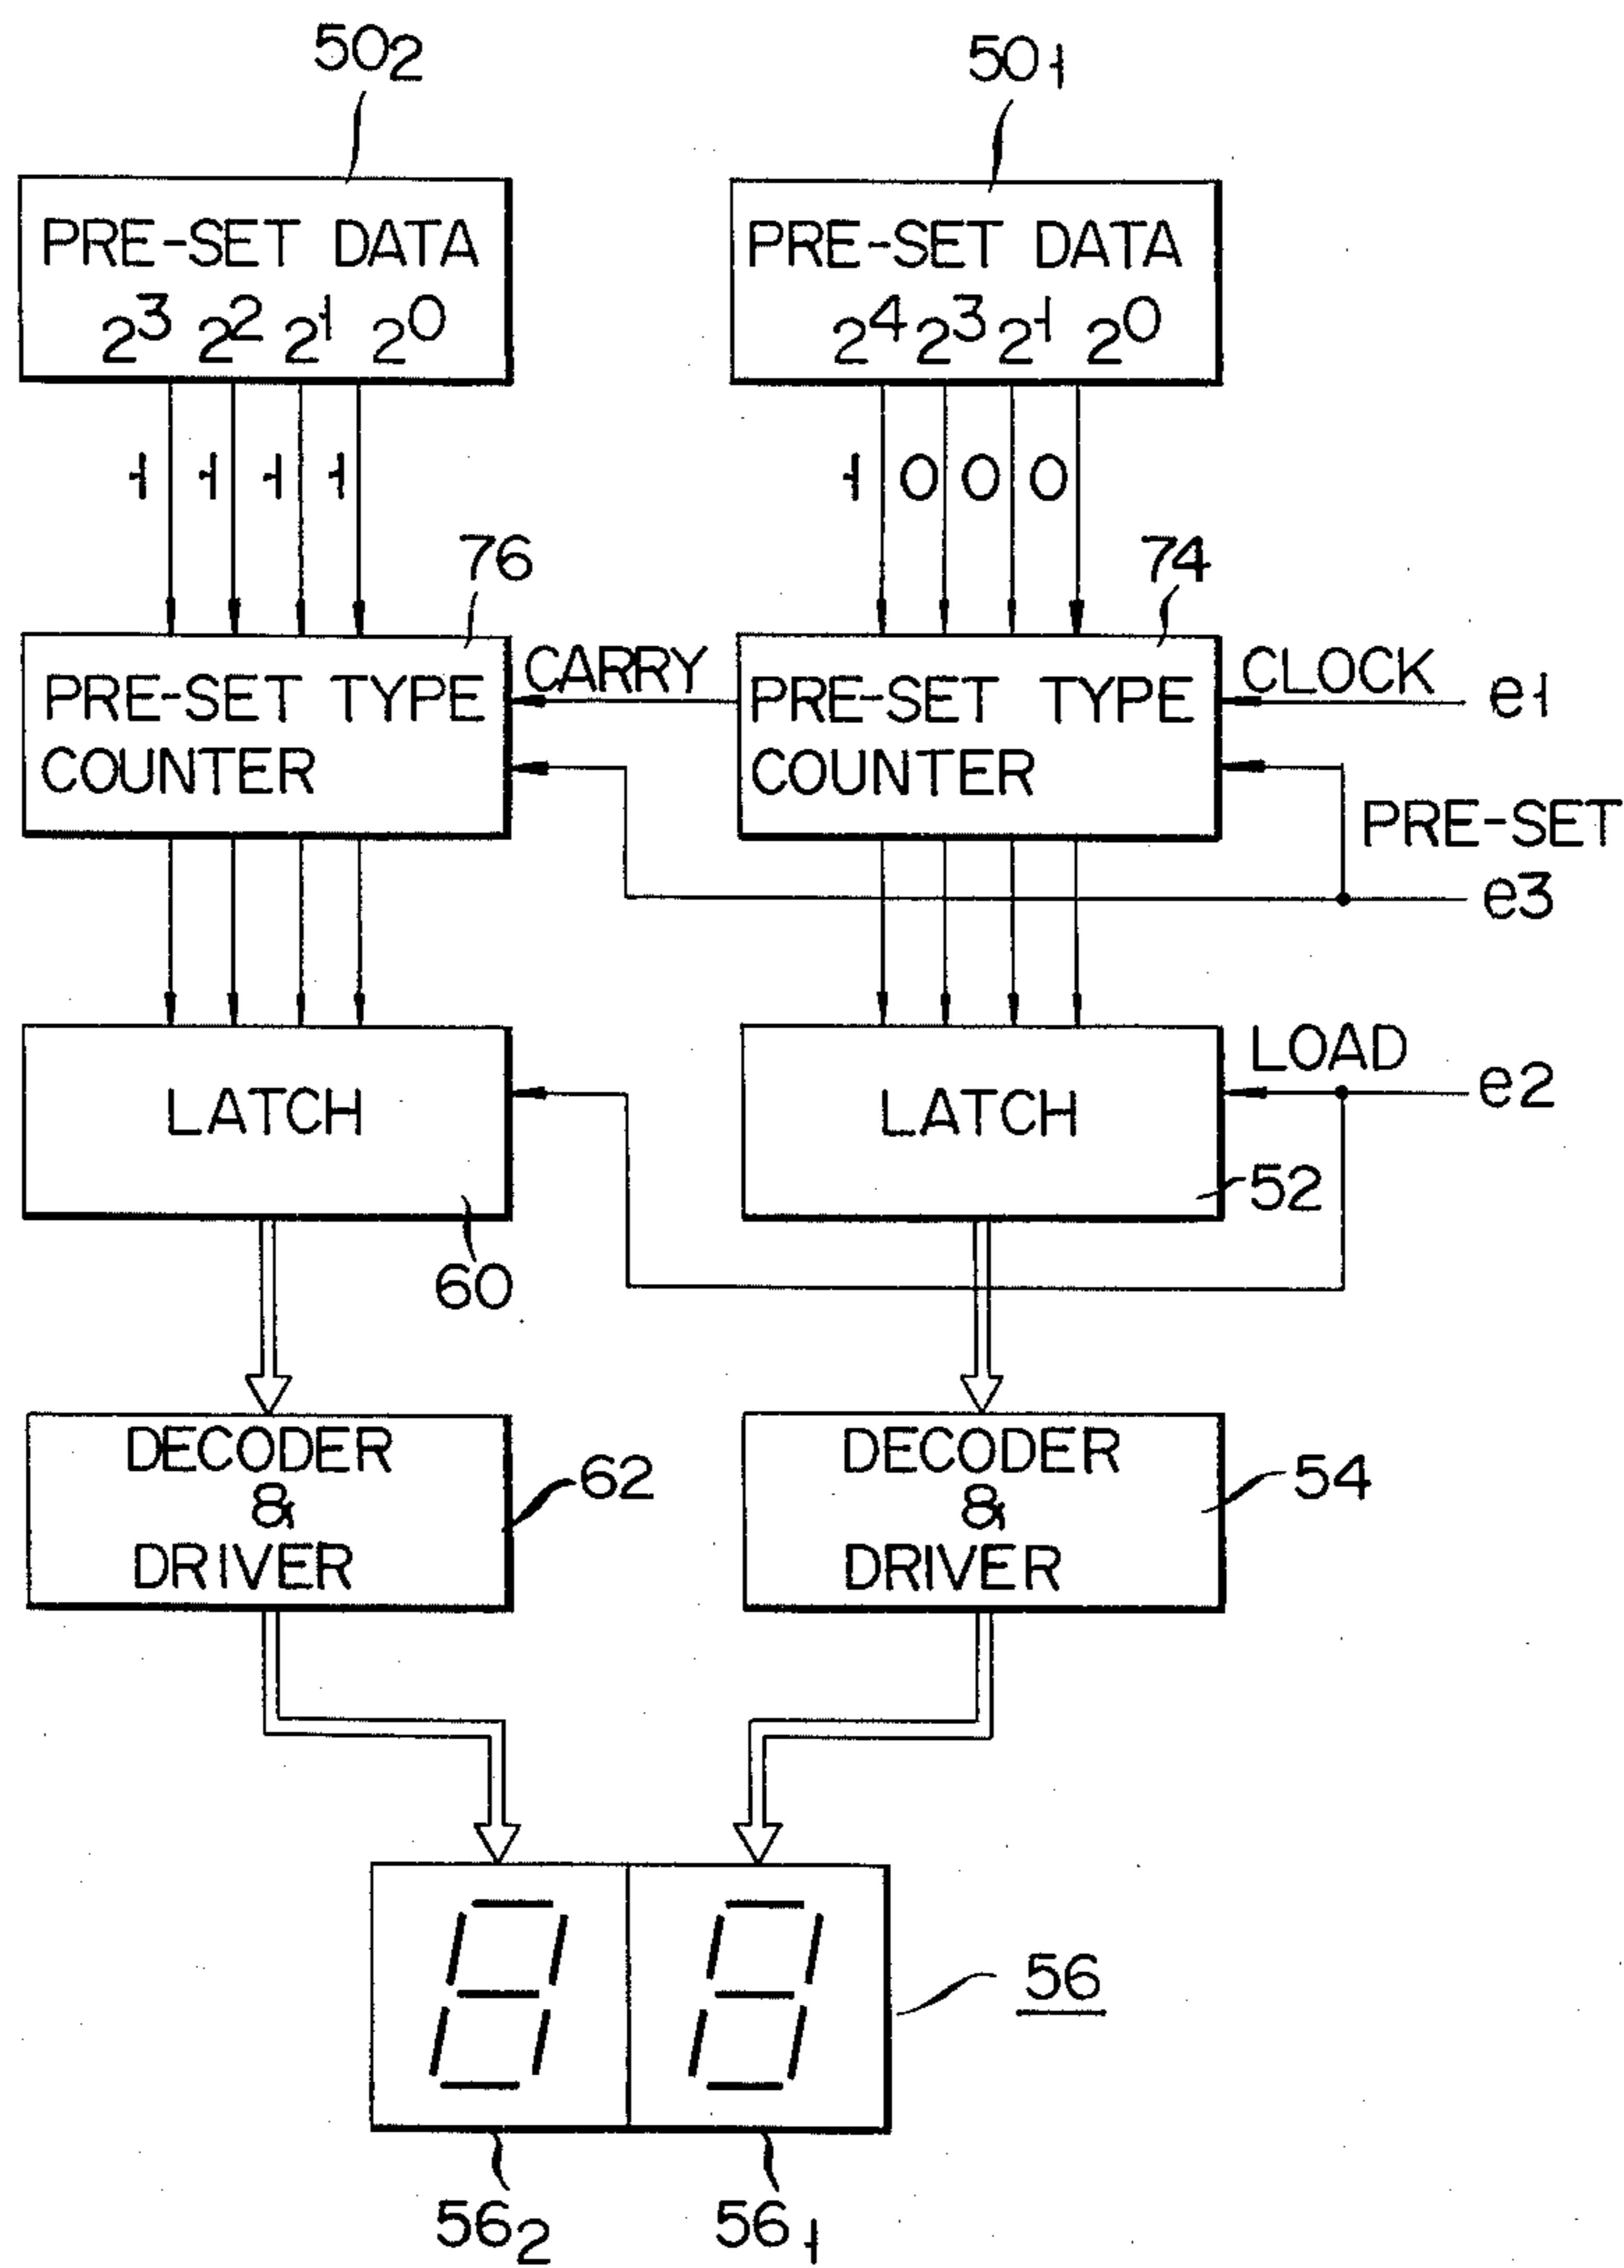 50₂
50₁
PRE-SET DATA
2³ 2² 2¹ 2⁰
PRE-SET DATA
2⁴ 2³ 2¹ 2⁰
1 1 1 1
1 0 0 0
76
74
PRE-SET TYPE
COUNTER
CARRY
PRE-SET TYPE
COUNTER
CLOCK
e1
PRE-SET
e3
LATCH
60
LATCH
52
LOAD
e2
DECODER
&
DRIVER
62
DECODER
&
DRIVER
54
8 8
56
56₂
56₁